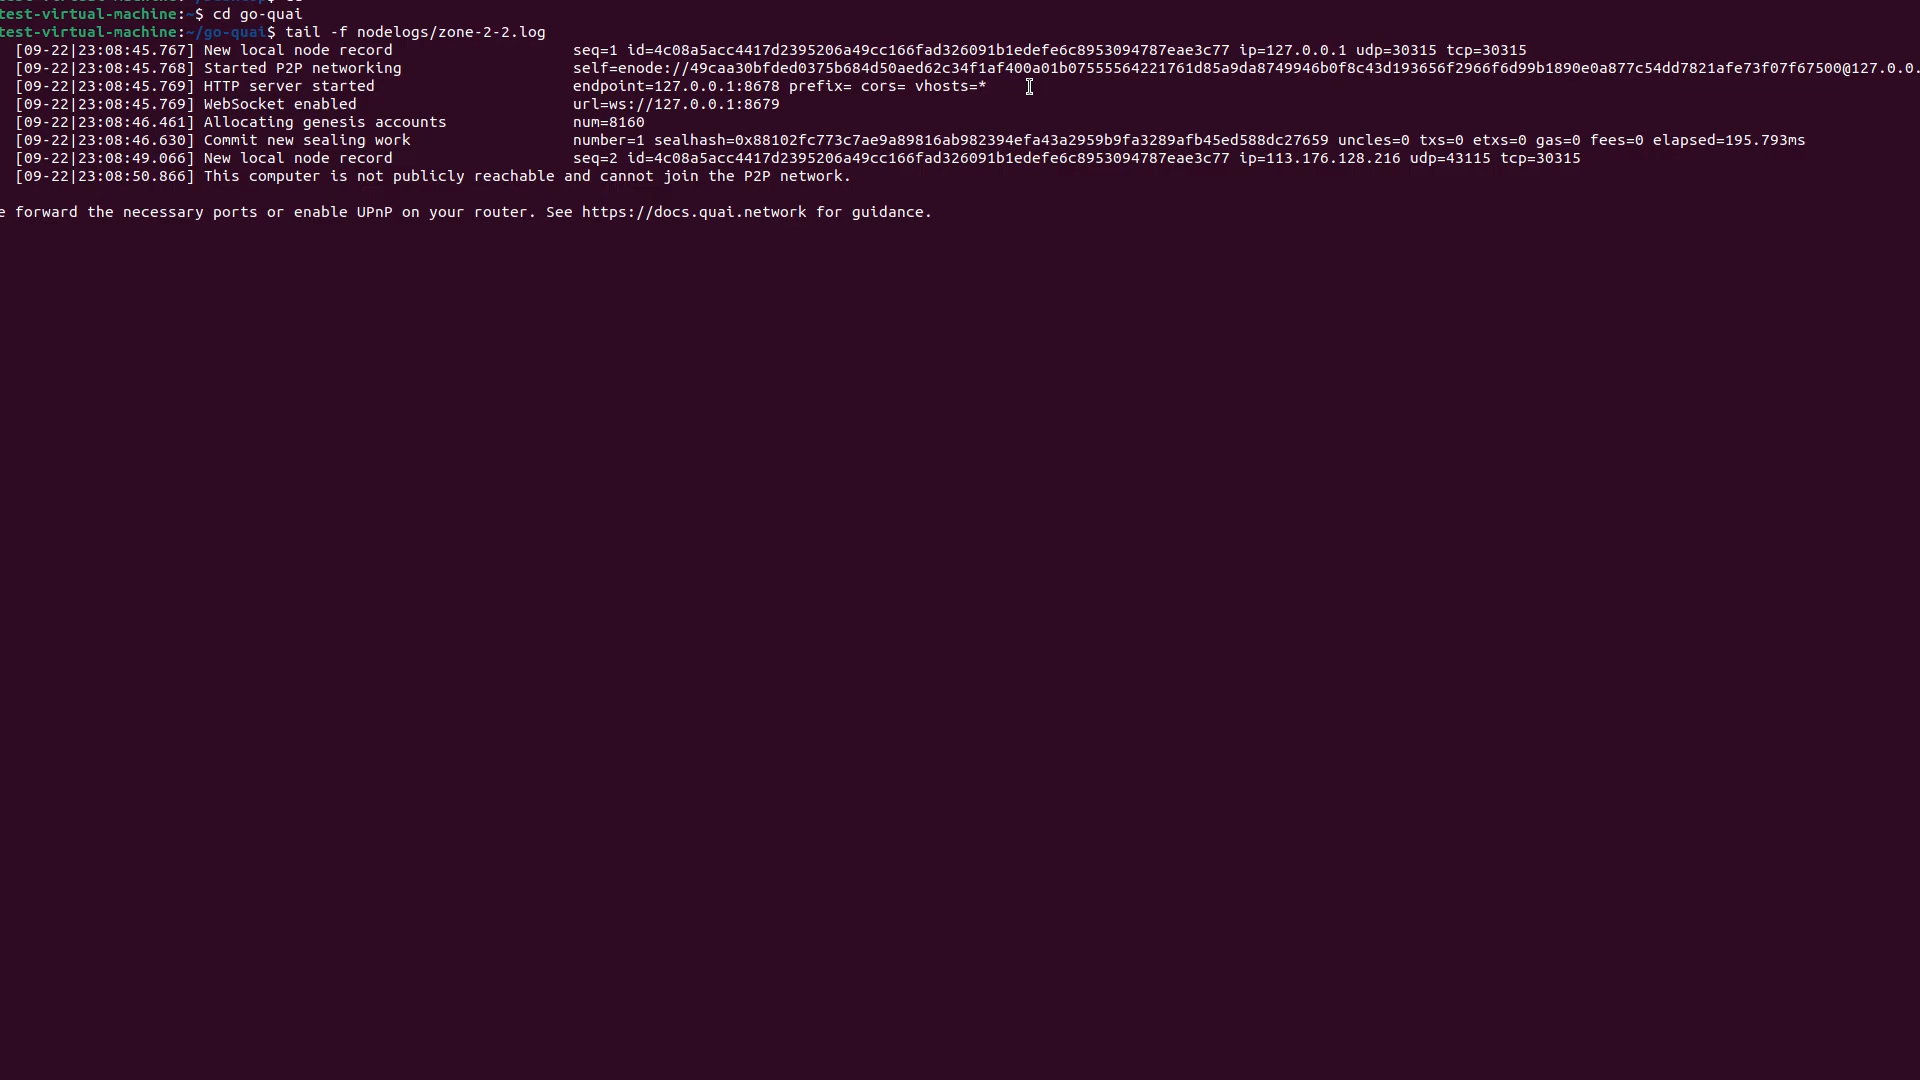 test-virtual-machine:~$ cd go-quai
test-virtual-machine:~/go-quai$ tail -f nodelogs/zone-2-2.log
[09-22|23:08:45.767] New local node record seq=1 id=4c08a5acc4417d2395206a49cc166fad326091b1edefe6c8953094787eae3c77 ip=127.0.0.1 udp=30315 tcp=30315
[09-22|23:08:45.768] Started P2P networking self=enode://49caa30bfded0375b684d50aed62c34f1af400a01b07555564221761d85a9da8749946b0f8c43d193656f2966f6d99b1890e0a877c54dd7821afe73f07f67500@127.0.0.
[09-22|23:08:45.769] HTTP server started endpoint=127.0.0.1:8678 prefix= cors= vhosts=*
[09-22|23:08:45.769] WebSocket enabled url=ws://127.0.0.1:8679
[09-22|23:08:46.461] Allocating genesis accounts num=8160
[09-22|23:08:46.630] Commit new sealing work number=1 sealhash=0x88102fc773c7ae9a89816ab982394efa43a2959b9fa3289afb45ed588dc27659 uncles=0 txs=0 etxs=0 gas=0 fees=0 elapsed=195.793ms
[09-22|23:08:49.066] New local node record seq=2 id=4c08a5acc4417d2395206a49cc166fad326091b1edefe6c8953094787eae3c77 ip=113.176.128.216 udp=43115 tcp=30315
[09-22|23:08:50.866] This computer is not publicly reachable and cannot join the P2P network.
e forward the necessary ports or enable UPnP on your router. See https://docs.quai.network for guidance.